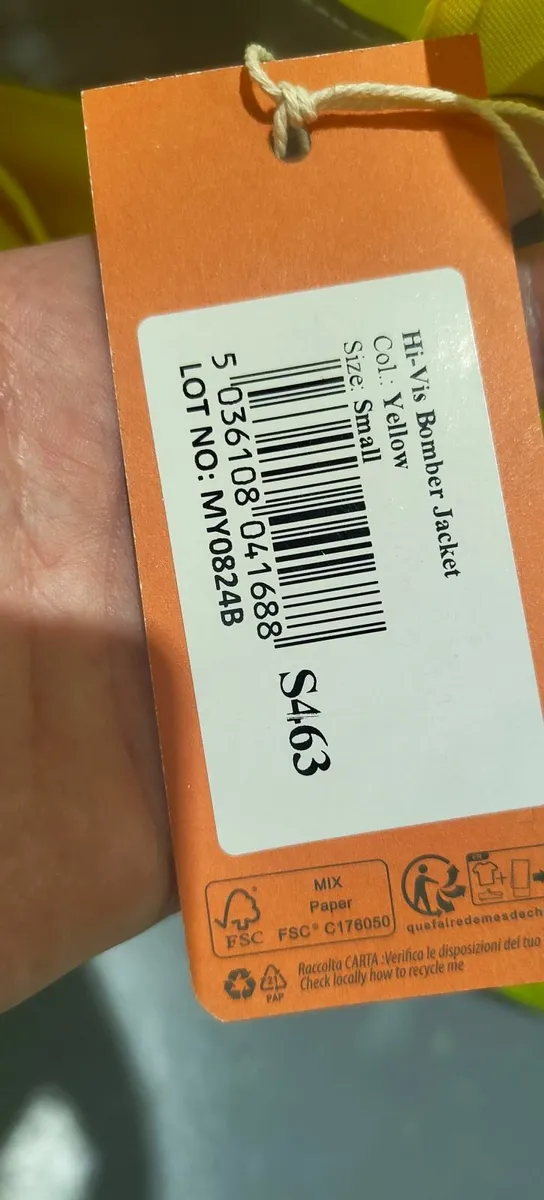 Hi-Vis Bomber Jacket
Col.: Yellow
Size: Small
5 036108 041688
LOT NO: MY0824B
S463
FSC
MIX
Paper
FSC® C176050
quefairedemesdech
21
PAP
Raccolta CARTA :Verifica le disposizioni del tuo
Check locally how to recycle me